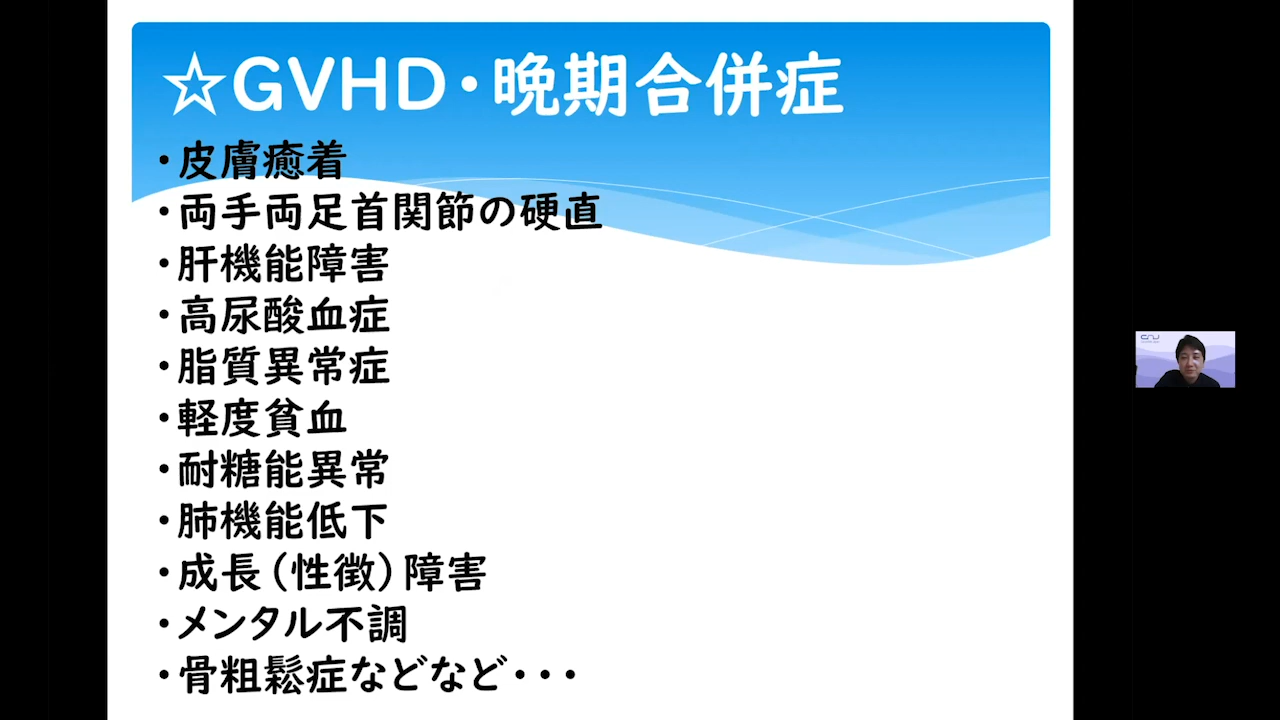 ☆GVHD・晩期合併症
・皮膚癒着
・両手両足首関節の硬直
・肝機能障害
・高尿酸血症
・脂質異常症
・軽度貧血
・耐糖能異常
・肺機能低下
・成長（性徴）障害
・メンタル不調
・骨粗鬆症などなど・・・